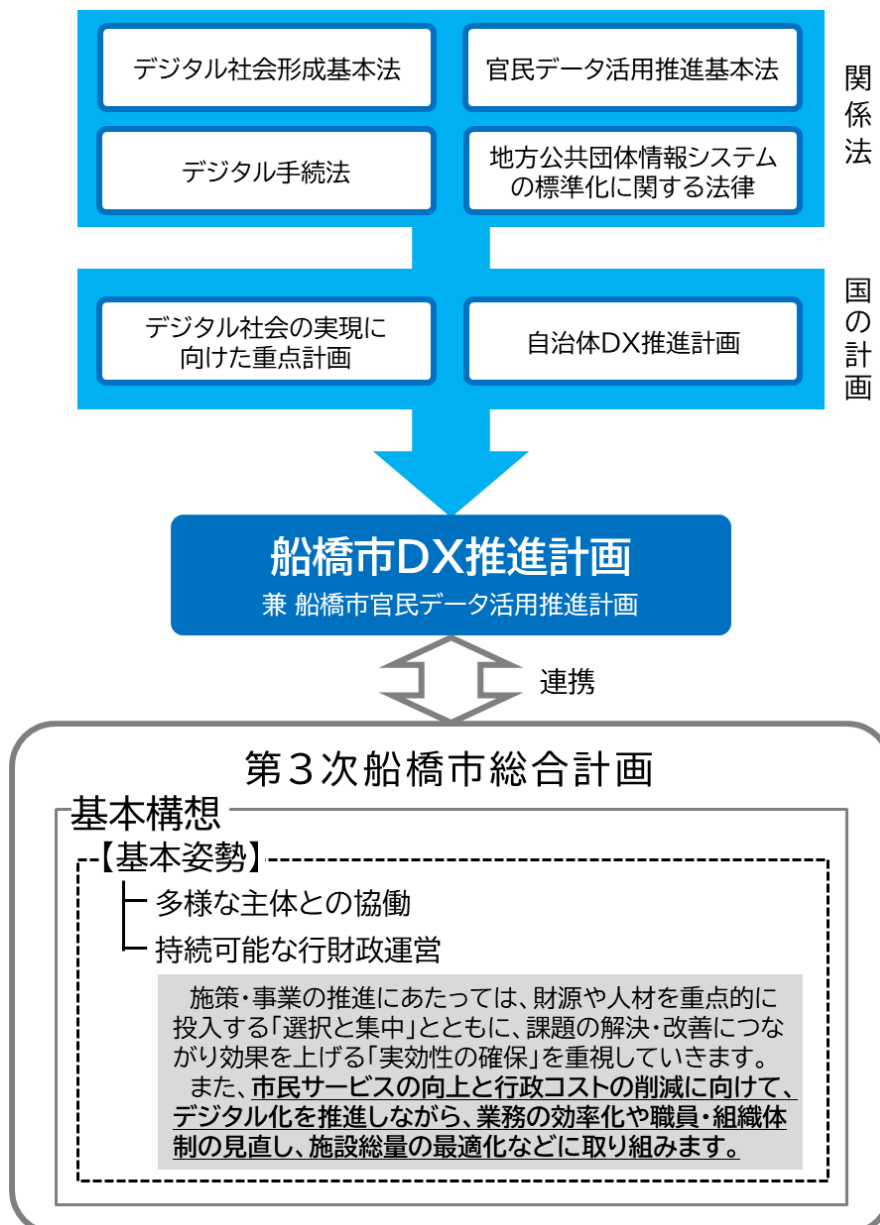 デジタル社会形成基本法
官民データ活用推進基本法
デジタル手続法
地方公共団体情報システム
の標準化に関する法律
関係法
デジタル社会の実現に
向けた重点計画
自治体DX推進計画
国の計画
船橋市DX推進計画
兼 船橋市官民データ活用推進計画
連携
第３次船橋市総合計画
基本構想
【基本姿勢】
多様な主体との協働
持続可能な行財政運営
施策・事業の推進にあたっては、財源や人材を重点的に
投入する「選択と集中」とともに、課題の解決・改善につな
がり効果を上げる「実効性の確保」を重視していきます。
また、市民サービスの向上と行政コストの削減に向けて、
デジタル化を推進しながら、業務の効率化や職員・組織体
制の見直し、施設総量の最適化などに取り組みます。